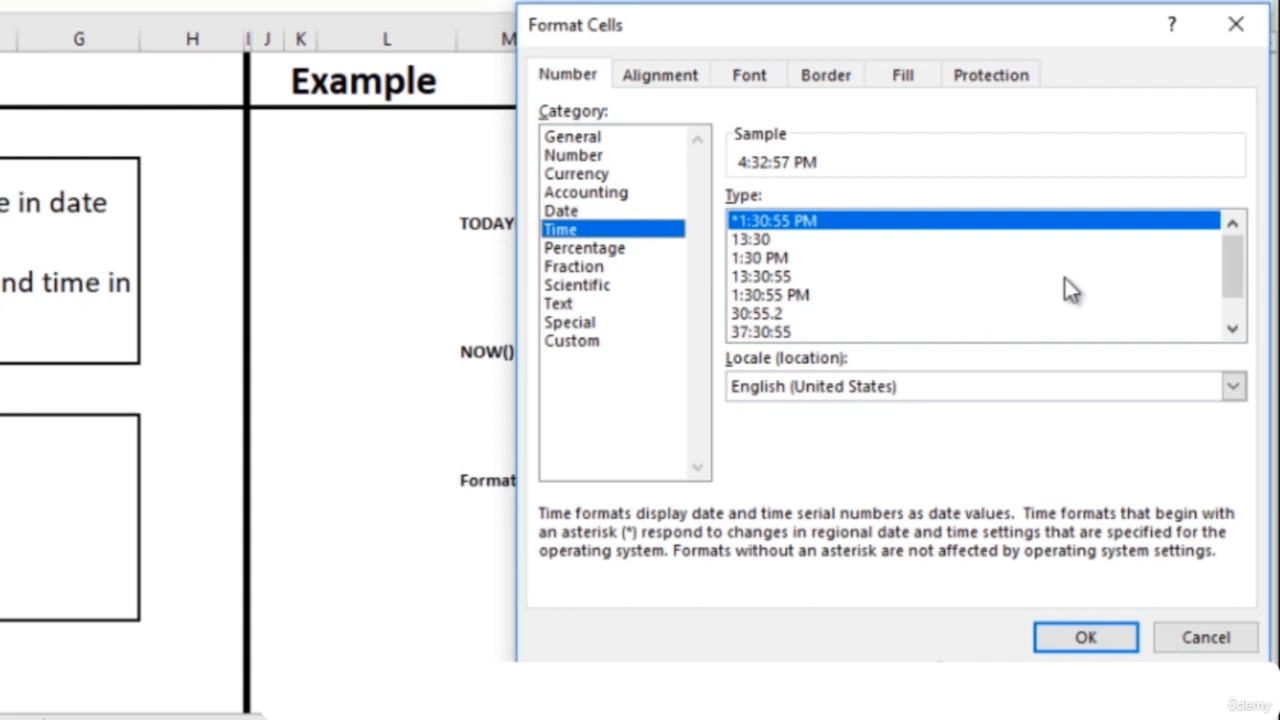 Format Cells
?
G
H
I
J
K
L
M
Example
Number
Alignment
Font
Border
Fill
Protection
Category:
General
Number
Currency
Accounting
Date
Time
Percentage
Fraction
Scientific
Text
Special
Custom
Sample
4:32:57 PM
Type:
*1:30:55 PM
13:30
1:30 PM
13:30:55
1:30:55 PM
30:55.2
37:30:55
Locale (location):
English (United States)
e in date
nd time in
TODAY
NOW()
Format
Time formats display date and time serial numbers as date values. Time formats that begin with
an asterisk (*) respond to changes in regional date and time settings that are specified for the
operating system. Formats without an asterisk are not affected by operating system settings.
OK
Cancel
ûdemy